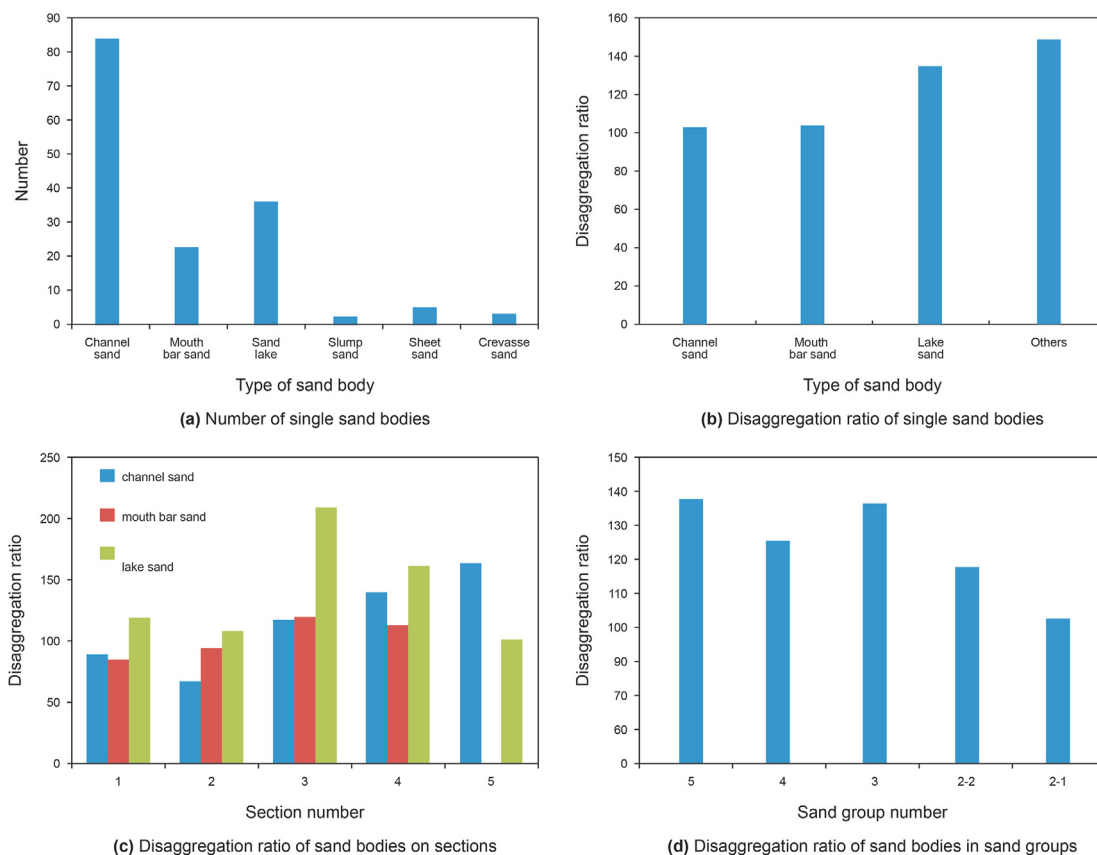 90
80
70
60
50
40
30
20
10
0
Number
Channel
sand
Mouth
bar sand
Sand
lake
Slump
sand
Sheet
sand
Crevasse
sand
Type of sand body
(a) Number of single sand bodies
160
140
120
100
80
60
40
20
0
Disaggregation ratio
Channel
sand
Mouth
bar sand
Lake
sand
Others
Type of sand body
(b) Disaggregation ratio of single sand bodies
250
200
150
100
50
0
Disaggregation ratio
channel sand
mouth bar sand
lake sand
1
2
3
4
5
Section number
(c) Disaggregation ratio of sand bodies on sections
150
140
130
120
110
100
90
70
60
0
Disaggregation ratio
5
4
3
2-2
2-1
Sand group number
(d) Disaggregation ratio of sand bodies in sand groups